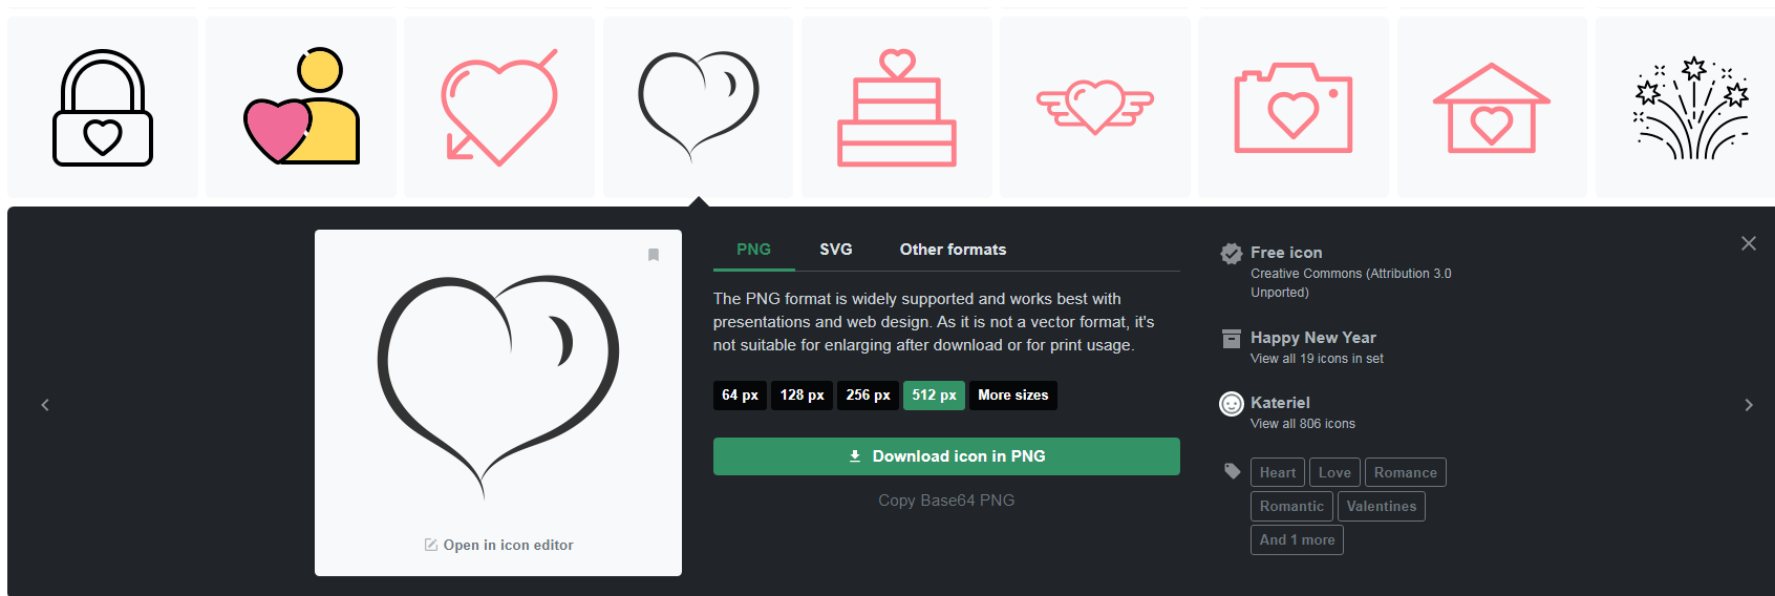 PNG
SVG
Other formats
The PNG format is widely supported and works best with
presentations and web design. As it is not a vector format, it's
not suitable for enlarging after download or for print usage.
64 px
128 px
256 px
512 px
More sizes
Download icon in PNG
Copy Base64 PNG
Open in icon editor
Free icon
Creative Commons (Attribution 3.0
Unported)
Happy New Year
View all 19 icons in set
Kateriel
View all 806 icons
Heart
Love
Romance
Romantic
Valentines
And 1 more